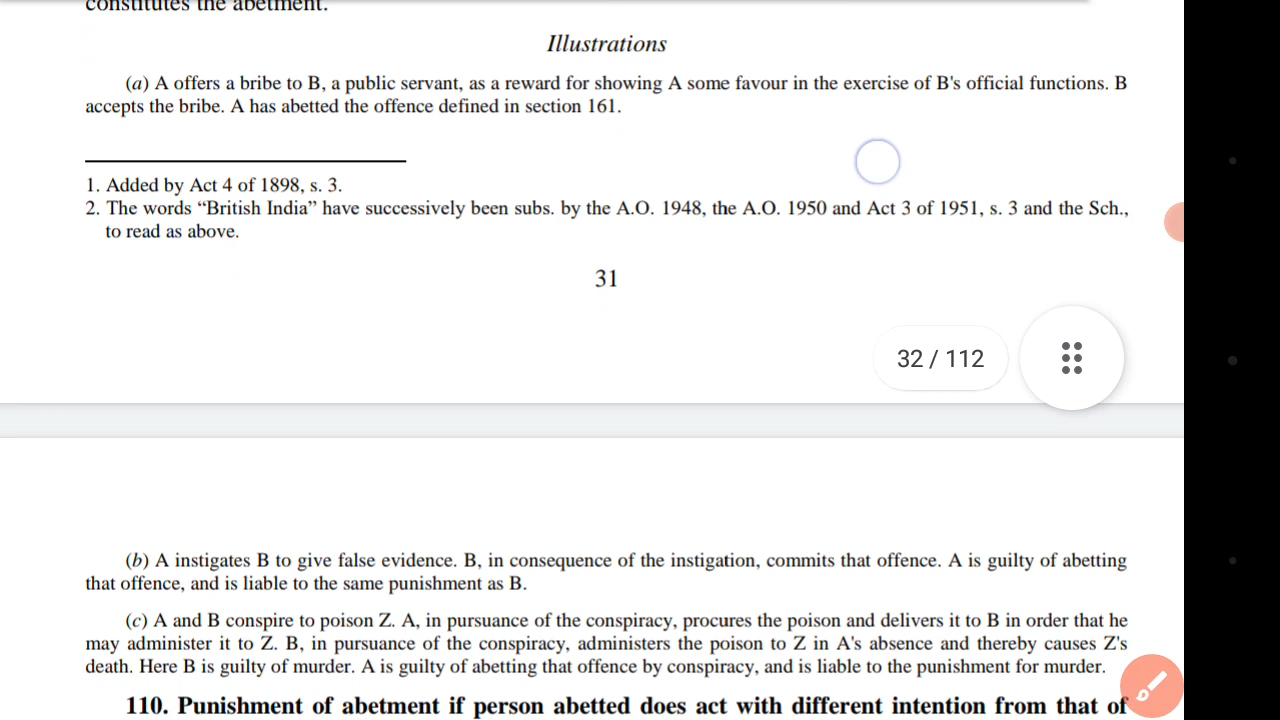 constitutes the abetment.
Illustrations
(a) A offers a bribe to B, a public servant, as a reward for showing A some favour in the exercise of B's official functions. B
accepts the bribe. A has abetted the offence defined in section 161.
1. Added by Act 4 of 1898, s. 3.
2. The words “British India” have successively been subs. by the A.O. 1948, the A.O. 1950 and Act 3 of 1951, s. 3 and the Sch.,
to read as above.
31
32 / 112
(b) A instigates B to give false evidence. B, in consequence of the instigation, commits that offence. A is guilty of abetting
that offence, and is liable to the same punishment as B.
(c) A and B conspire to poison Z. A, in pursuance of the conspiracy, procures the poison and delivers it to B in order that he
may administer it to Z. B, in pursuance of the conspiracy, administers the poison to Z in A's absence and thereby causes Z's
death. Here B is guilty of murder. A is guilty of abetting that offence by conspiracy, and is liable to the punishment for murder.
110. Punishment of abetment if person abetted does act with different intention from that of